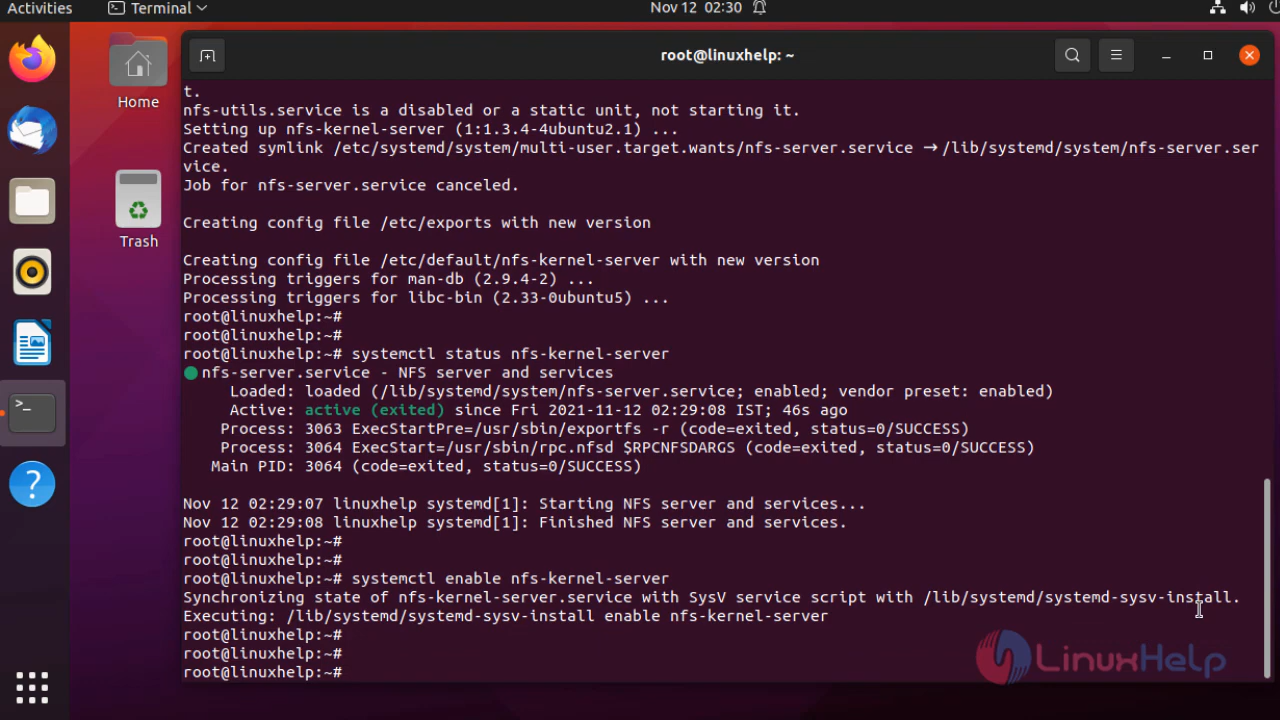 Activities
Terminal
Nov 12 02:30
root@linuxhelp: ~
Home
Trash
t.
nfs-utils.service is a disabled or a static unit, not starting it.
Setting up nfs-kernel-server (1:1.3.4-4ubuntu2.1) ...
Created symlink /etc/systemd/system/multi-user.target.wants/nfs-server.service → /lib/systemd/system/nfs-server.ser
vice.
Job for nfs-server.service canceled.
Creating config file /etc/exports with new version
Creating config file /etc/default/nfs-kernel-server with new version
Processing triggers for man-db (2.9.4-2) ...
Processing triggers for libc-bin (2.33-0ubuntu5) ...
root@linuxhelp:~#
root@linuxhelp:~#
root@linuxhelp:~# systemctl status nfs-kernel-server
● nfs-server.service - NFS server and services
Loaded: loaded (/lib/systemd/system/nfs-server.service; enabled; vendor preset: enabled)
Active: active (exited) since Fri 2021-11-12 02:29:08 IST; 46s ago
Process: 3063 ExecStartPre=/usr/sbin/exportfs -r (code=exited, status=0/SUCCESS)
Process: 3064 ExecStart=/usr/sbin/rpc.nfsd $RPCNFSDARGS (code=exited, status=0/SUCCESS)
Main PID: 3064 (code=exited, status=0/SUCCESS)
Nov 12 02:29:07 linuxhelp systemd[1]: Starting NFS server and services...
Nov 12 02:29:08 linuxhelp systemd[1]: Finished NFS server and services.
root@linuxhelp:~#
root@linuxhelp:~#
root@linuxhelp:~# systemctl enable nfs-kernel-server
Synchronizing state of nfs-kernel-server.service with SysV service script with /lib/systemd/systemd-sysv-install.
Executing: /lib/systemd/systemd-sysv-install enable nfs-kernel-server
root@linuxhelp:~#
root@linuxhelp:~#
root@linuxhelp:~#
LinuxHelp